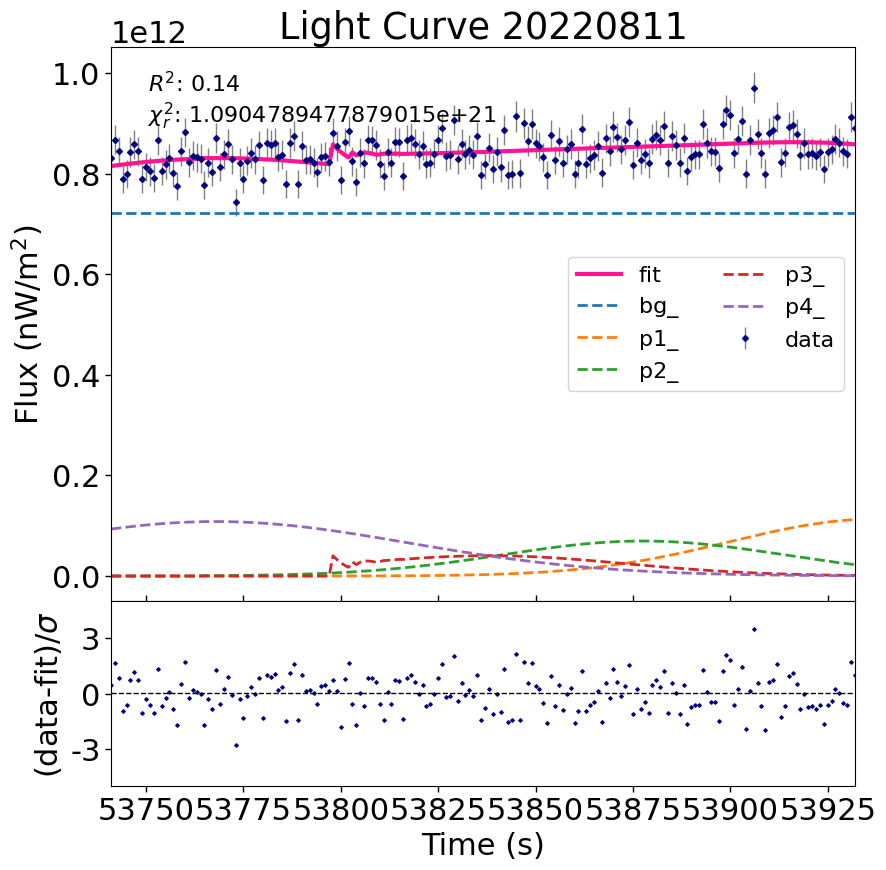 Light Curve 20220811
1e12
R²: 0.14
χ²ᵣ: 1.0904789477879015e+21
Flux (nW/m²)
1.0
0.8
0.6
0.4
0.2
0.0
fit
bg_
p1_
p2_
p3_
p4_
data
(data-fit)/σ
3
0
-3
53750 53775 53800 53825 53850 53875 53900 53925
Time (s)